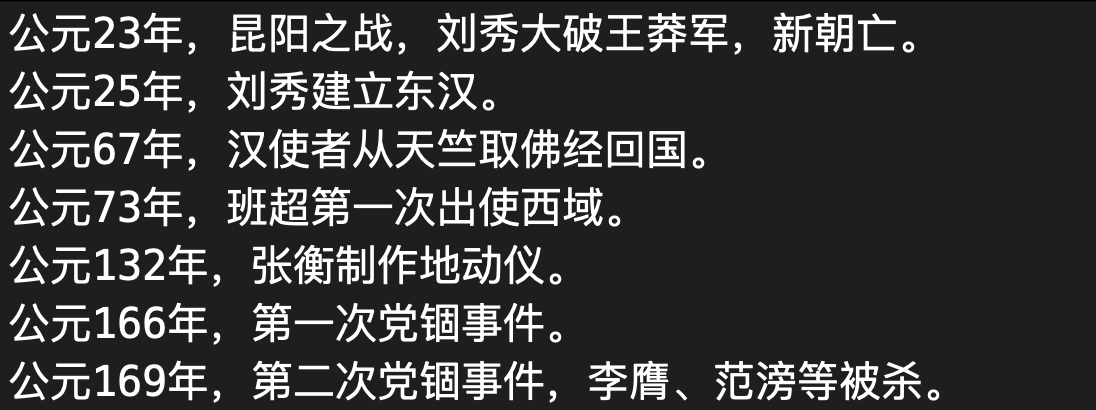 公元23年，昆阳之战，刘秀大破王莽军，新朝亡。
公元25年，刘秀建立东汉。
公元67年，汉使者从天竺取佛经回国。
公元73年，班超第一次出使西域。
公元132年，张衡制作地动仪。
公元166年，第一次党锢事件。
公元169年，第二次党锢事件，李膺、范滂等被杀。